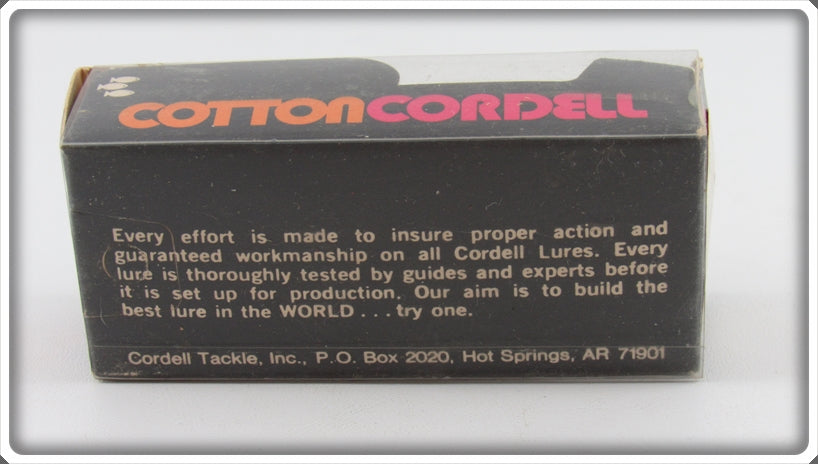 COTTON CORDELL
Every effort is made to insure proper action and
guaranteed workmanship on all Cordell Lures. Every
lure is thoroughly tested by guides and experts before
it is set up for production. Our aim is to build the
best lure in the WORLD . . . try one.
Cordell Tackle, Inc., P.O. Box 2020, Hot Springs, AR 71901